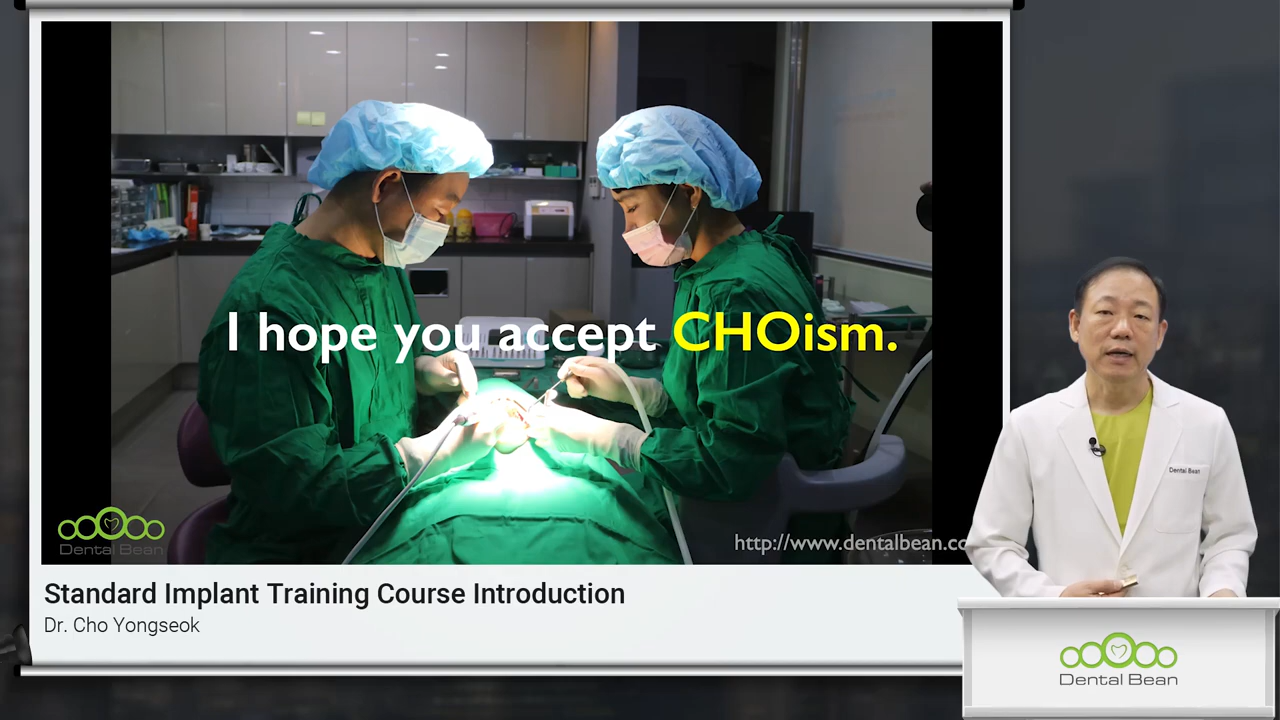 I hope you accept CHOism.
Dental Bean
http://www.dentalbean.co
Standard Implant Training Course Introduction
Dr. Cho Yongseok
Dental Bean
Dental Bean